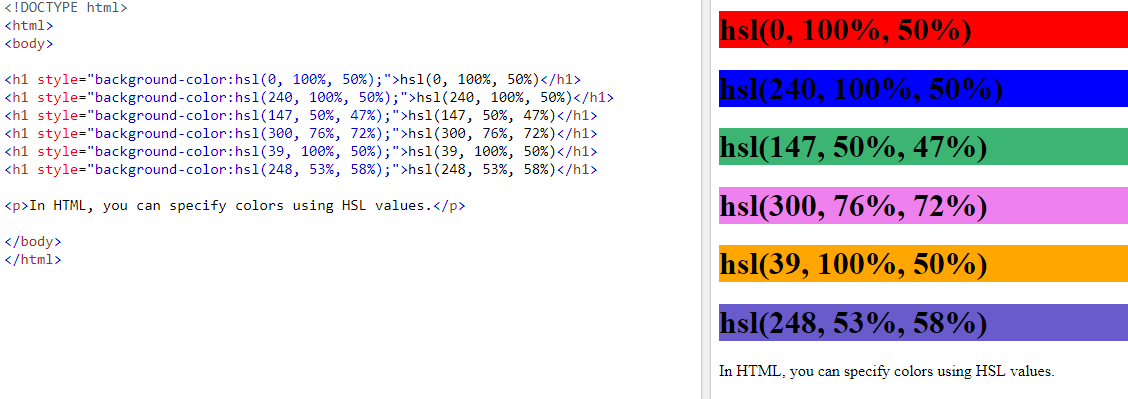 <!DOCTYPE html>
<html>
<body>
<h1 style="background-color:hsl(0, 100%, 50%);">hsl(0, 100%, 50%)</h1>
<h1 style="background-color:hsl(240, 100%, 50%);">hsl(240, 100%, 50%)</h1>
<h1 style="background-color:hsl(147, 50%, 47%);">hsl(147, 50%, 47%)</h1>
<h1 style="background-color:hsl(300, 76%, 72%);">hsl(300, 76%, 72%)</h1>
<h1 style="background-color:hsl(39, 100%, 50%);">hsl(39, 100%, 50%)</h1>
<h1 style="background-color:hsl(248, 53%, 58%);">hsl(248, 53%, 58%)</h1>
<p>In HTML, you can specify colors using HSL values.</p>
</body>
</html>
hsl(0, 100%, 50%)
hsl(240, 100%, 50%)
hsl(147, 50%, 47%)
hsl(300, 76%, 72%)
hsl(39, 100%, 50%)
hsl(248, 53%, 58%)
In HTML, you can specify colors using HSL values.